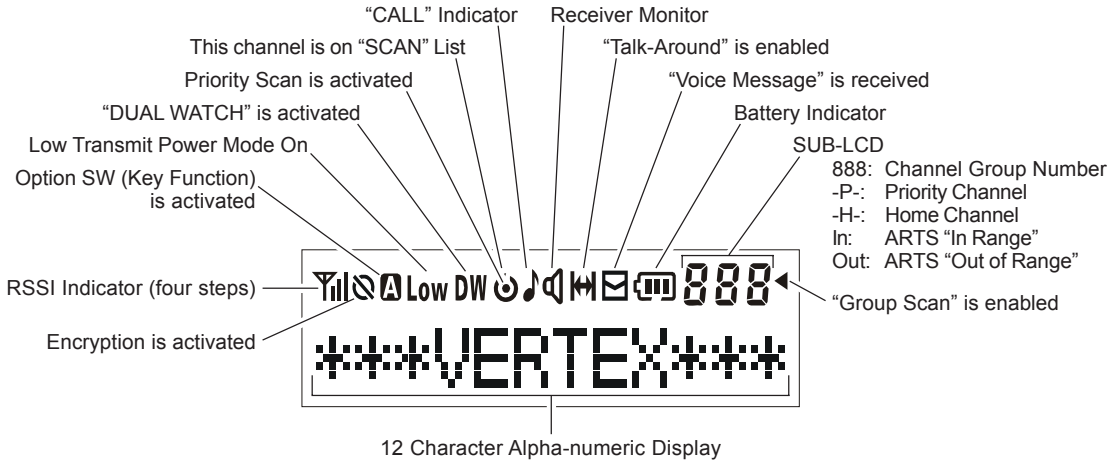 “CALL” Indicator
Receiver Monitor
This channel is on “SCAN” List
“Talk-Around” is enabled
Priority Scan is activated
“Voice Message” is received
“DUAL WATCH” is activated
Battery Indicator
Low Transmit Power Mode On
SUB-LCD
Option SW (Key Function)
is activated
888: Channel Group Number
-P-: Priority Channel
-H-: Home Channel
In: ARTS “In Range”
Out: ARTS “Out of Range”
RSSI Indicator (four steps)
A Low DW 888
“Group Scan” is enabled
Encryption is activated
***VERTEX***
12 Character Alpha-numeric Display